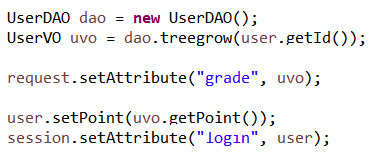 UserDAO dao = new UserDAO();
UserVO uvo = dao.treegrow(user.getId());
request.setAttribute("grade", uvo);
user.setPoint(uvo.getPoint());
session.setAttribute("login", user);